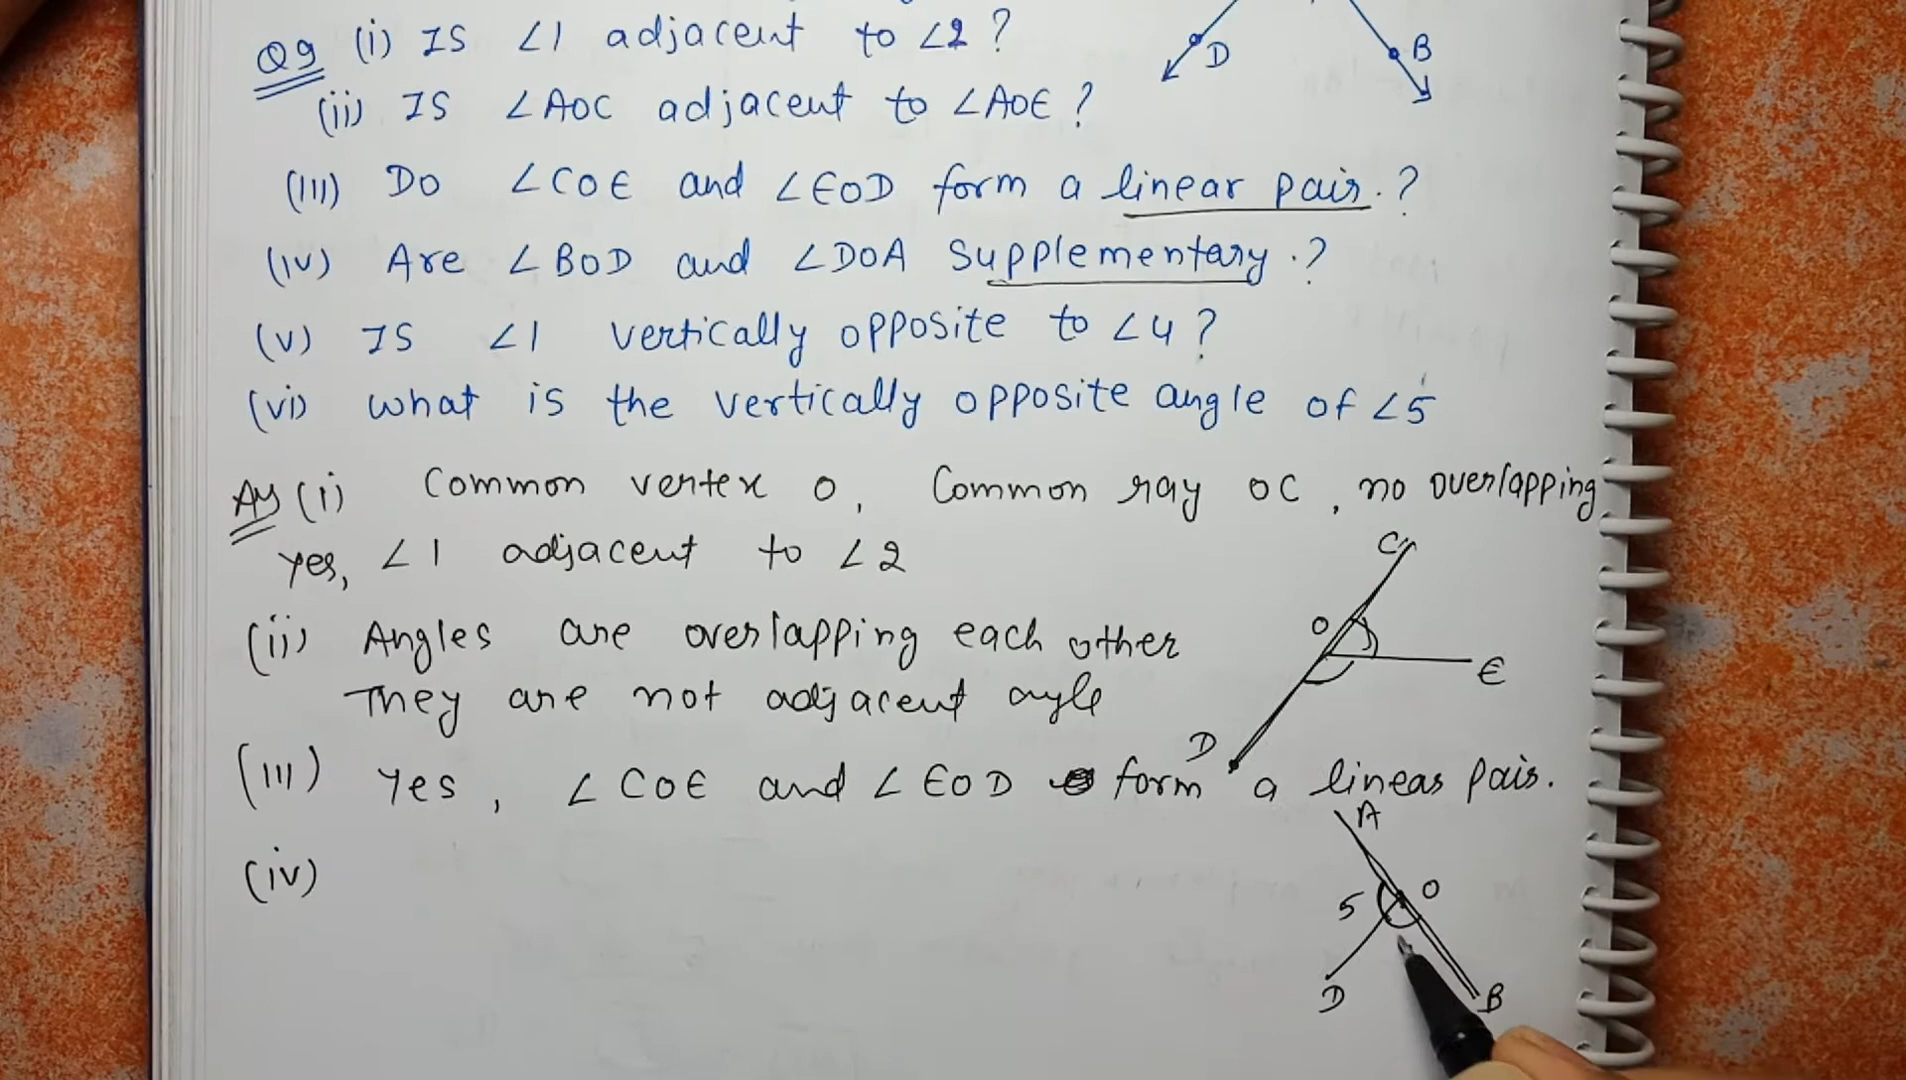 Q9 (i) IS ∠1 adjacent to ∠2 ?
D
B
(ii) IS ∠AOC adjacent to ∠AOE ?
(III) DO ∠COE and ∠EOD form a linear pair. ?
(IV) Are ∠BOD and ∠DOA Supplementary .?
(V) IS ∠1 vertically opposite to ∠4 ?
(vi) what is the vertically opposite angle of ∠5
(i) Common vertex O, Common ray OC, no overlapping
yes, ∠1 adjacent to ∠2
C
O
E
D
(ii) Angles are overlapping each other
They are not adjacent
(III) Yes, ∠COE and ∠EOD form a linear pair.
(iv)
A
O
5
D
B